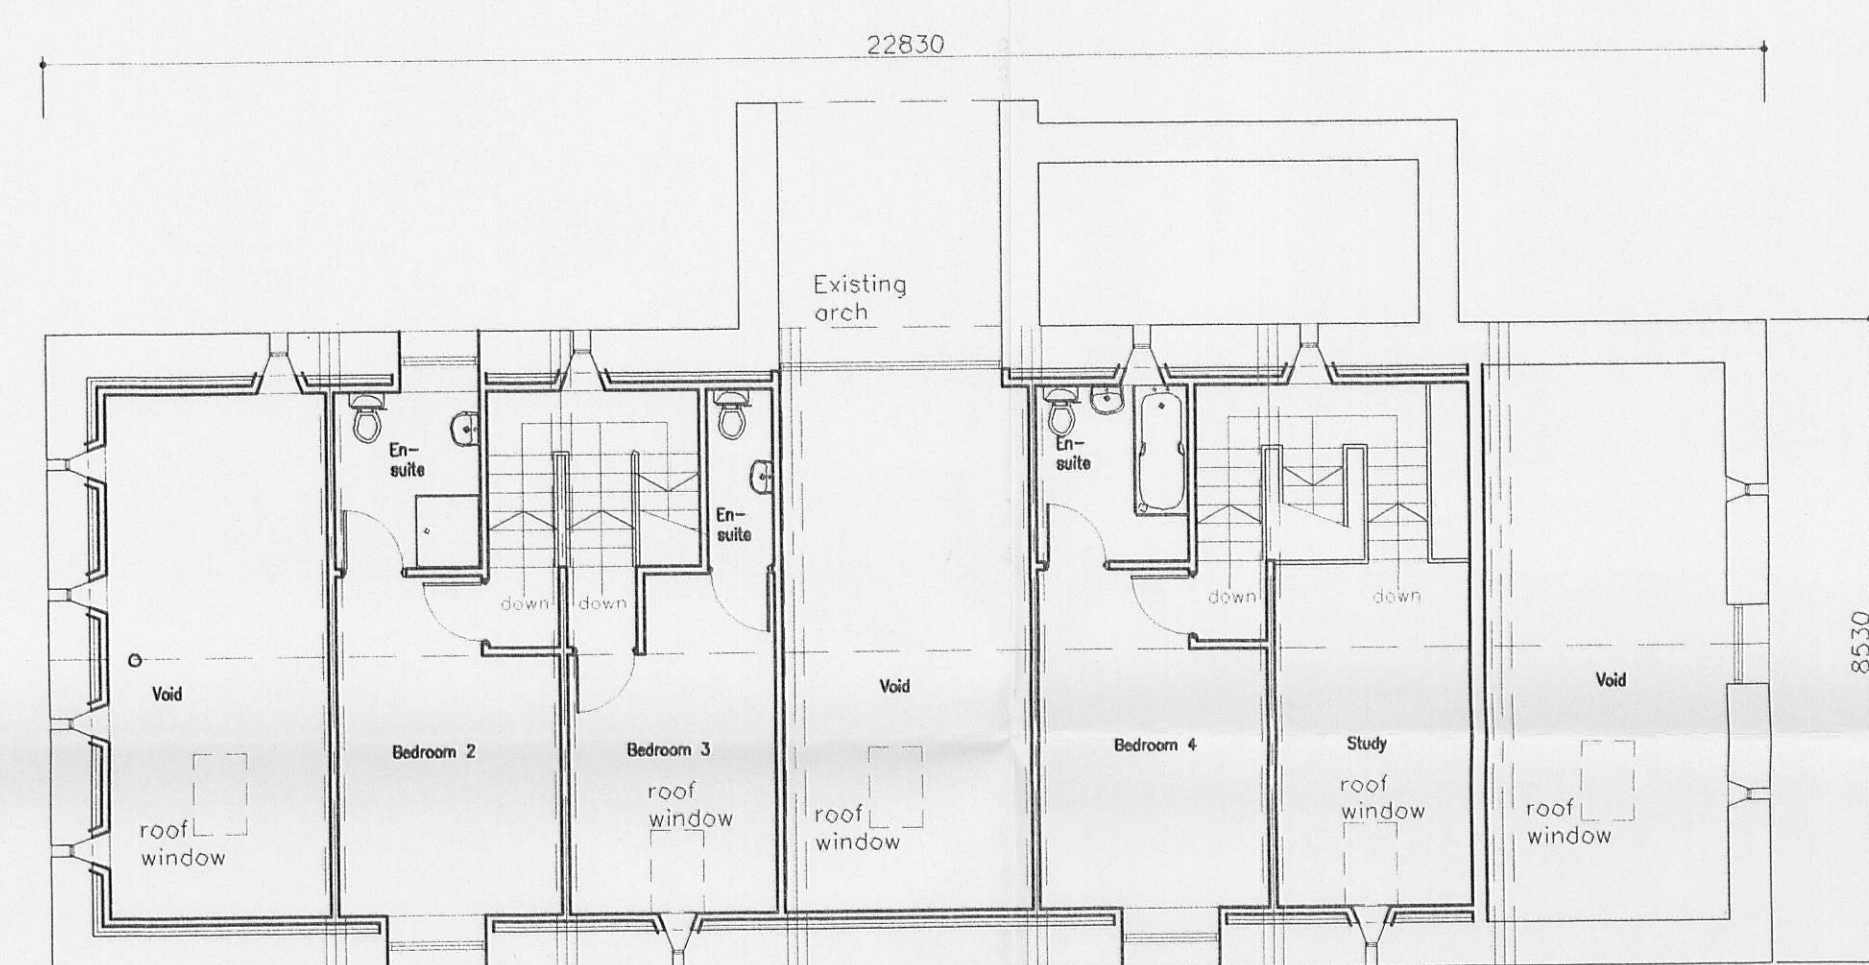 22830
Existing
arch
En-
suite
En-
suite
En-
suite
down
down
down
down
8530
Void
Void
Void
Bedroom 2
Bedroom 3
Bedroom 4
Study
roof
window
roof
window
roof
window
roof
window
roof
window